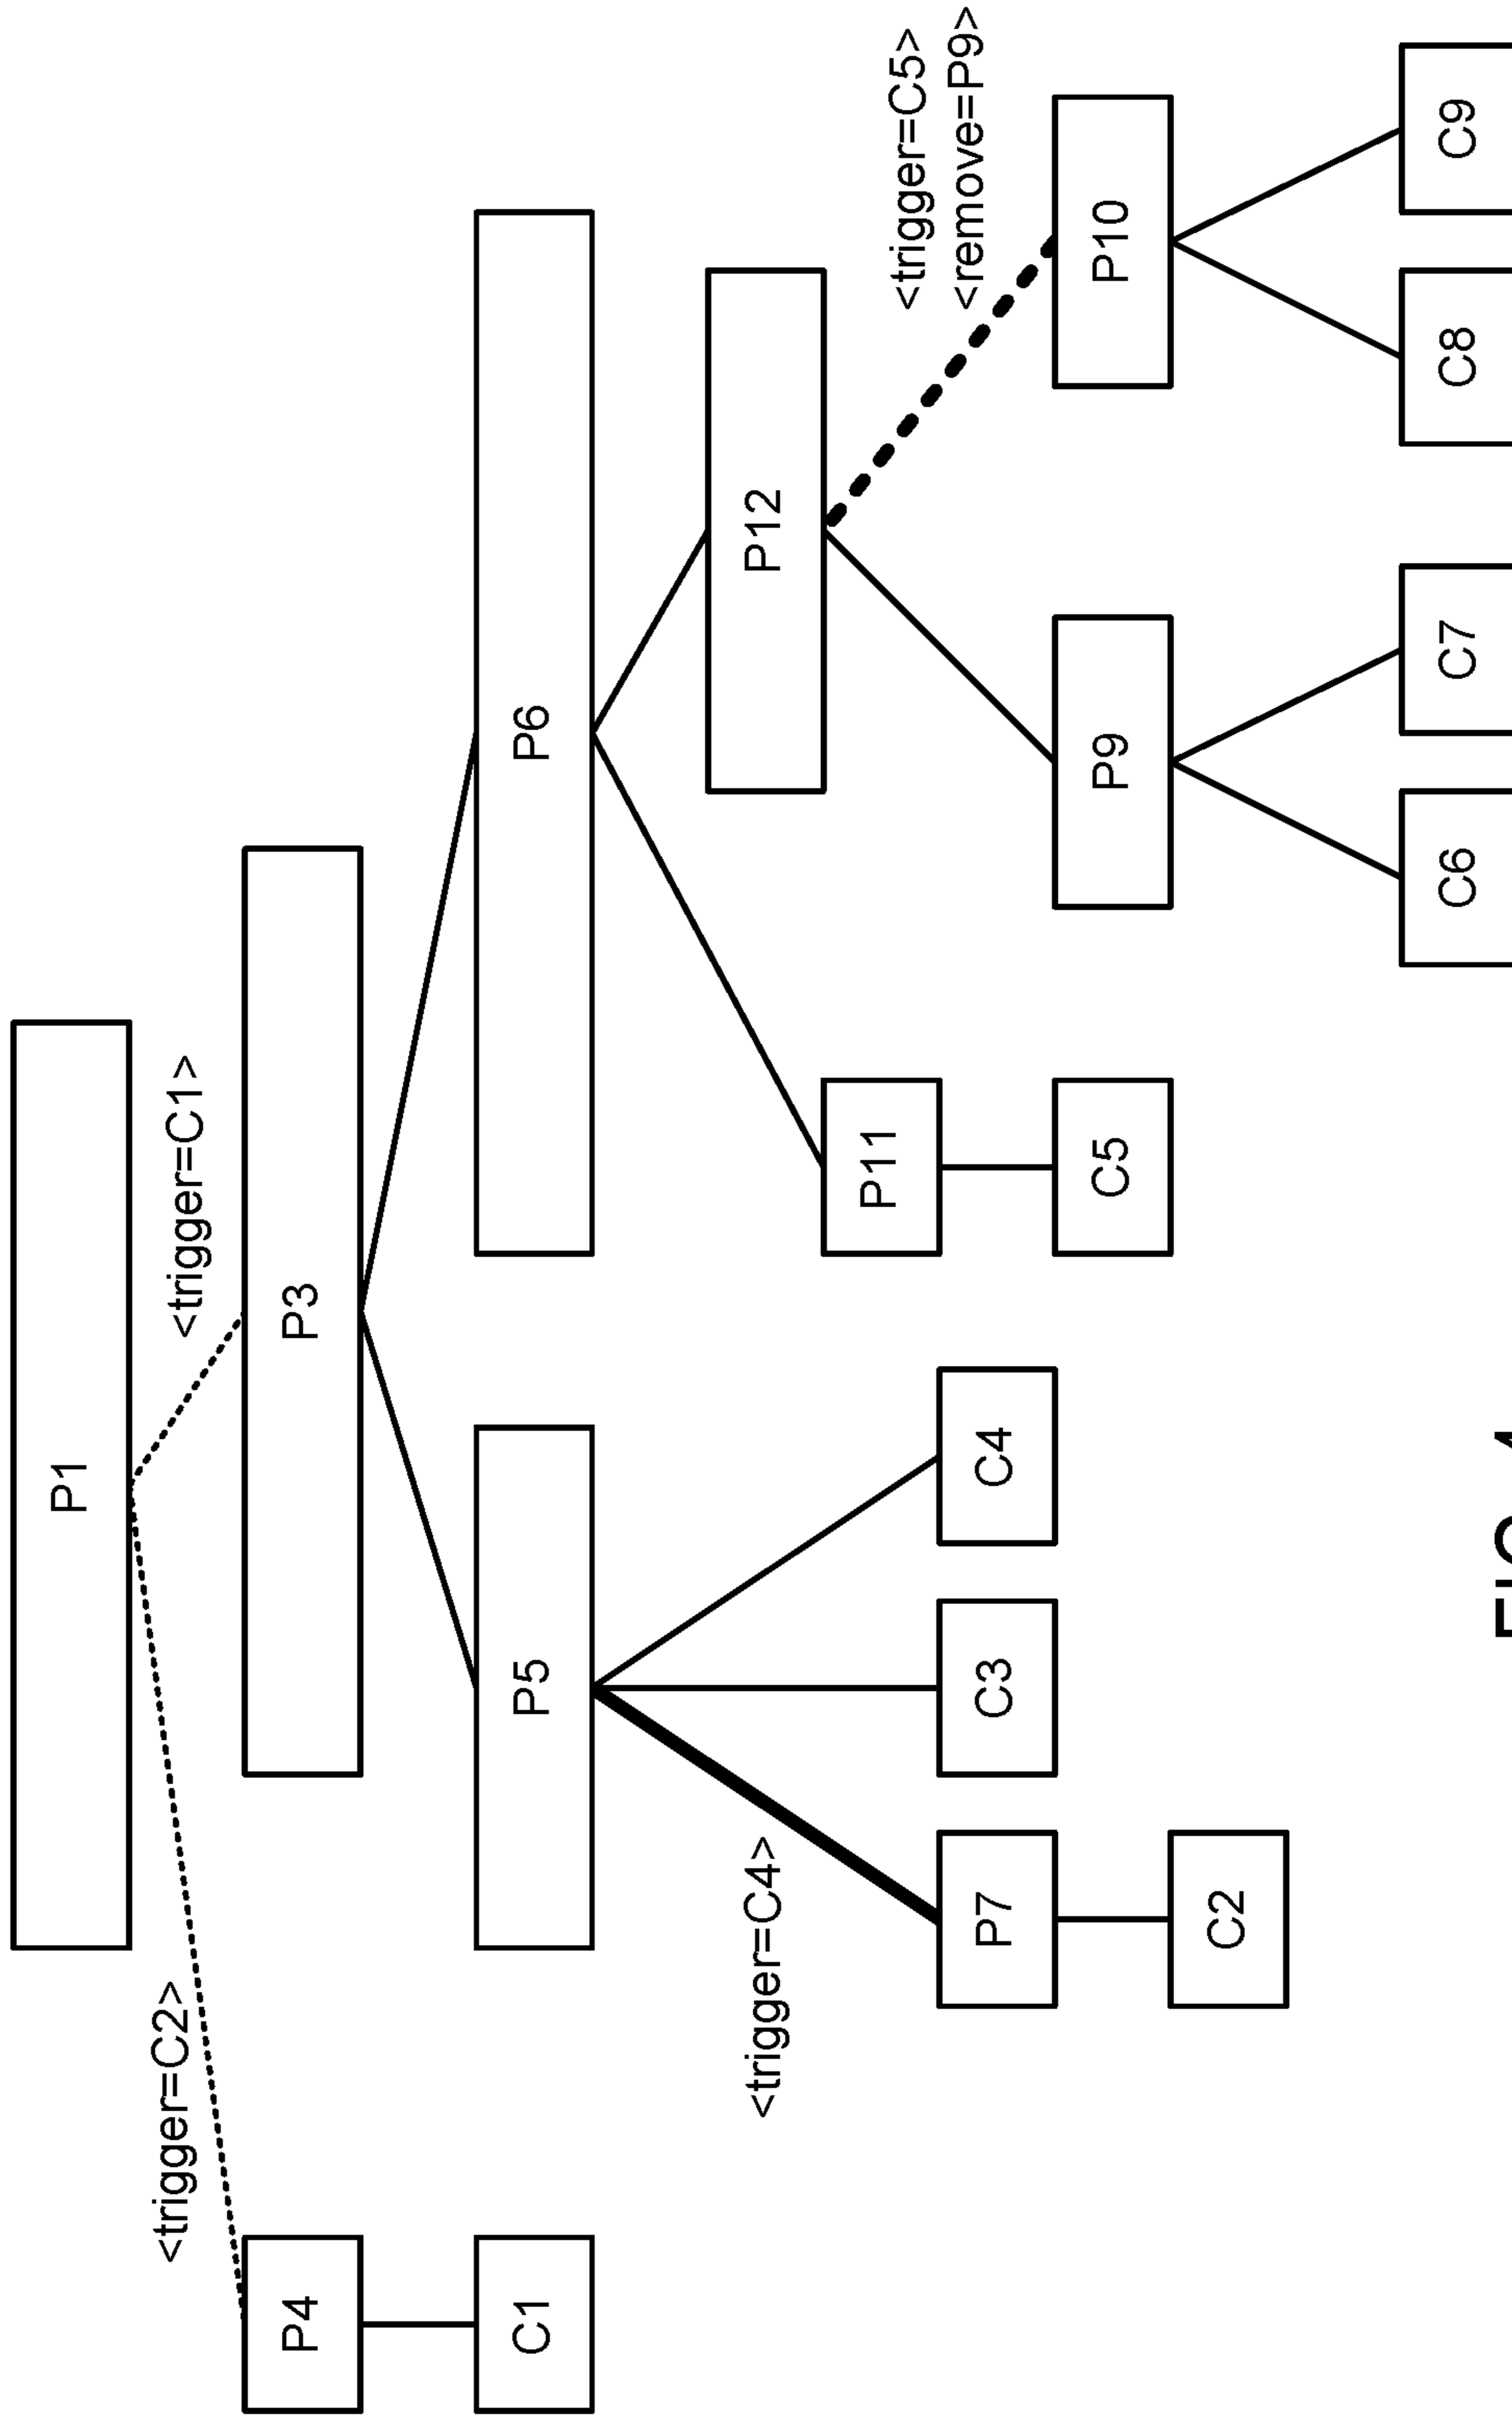 P1
<trigger=C2>
<trigger=C1>
P4
P3
C1
P5
P6
<trigger=C4>
P12
P7
C3
C4
P11
<trigger=C5>
<remove=P9>
C2
C5
P9
P10
C6
C7
C8
C9